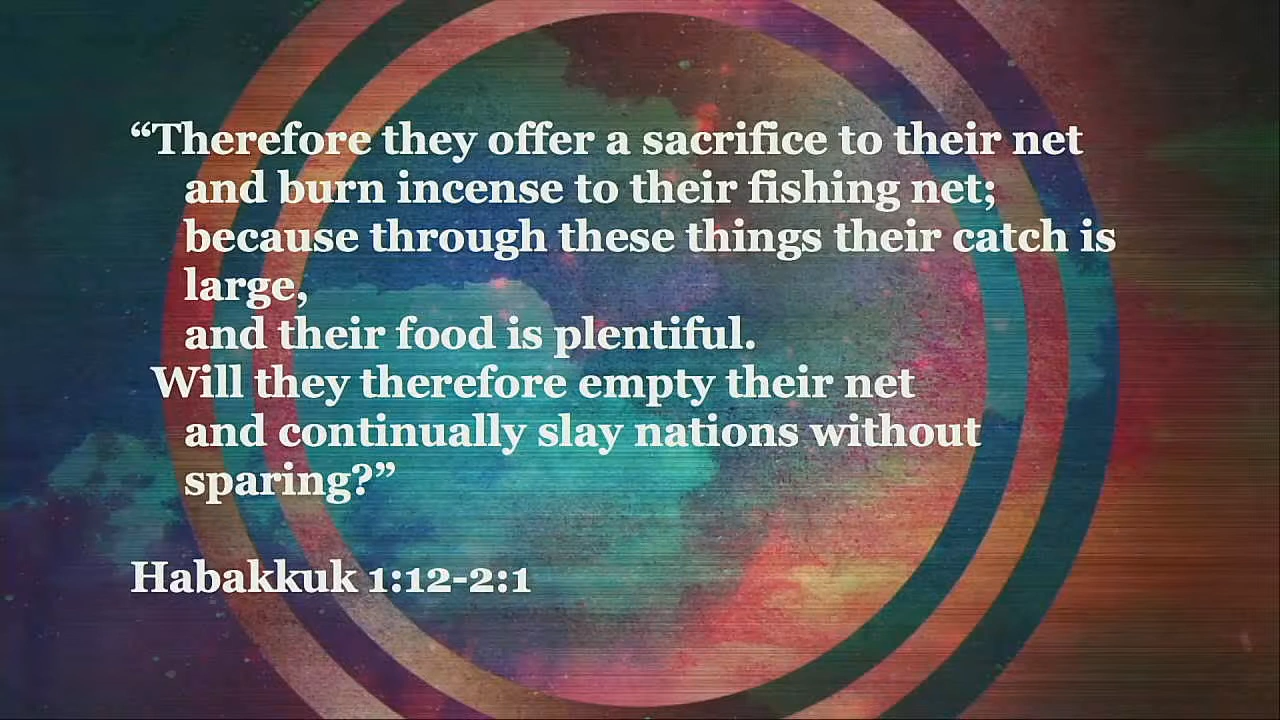 “Therefore they offer a sacrifice to their net
and burn incense to their fishing net;
because through these things their catch is
large,
and their food is plentiful.
Will they therefore empty their net
and continually slay nations without
sparing?”
Habakkuk 1:12-2:1